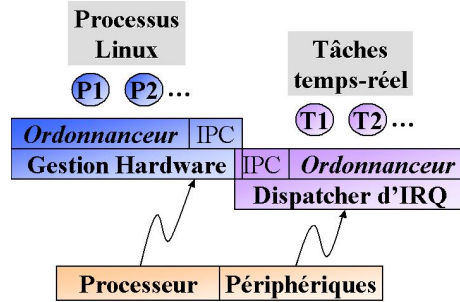 Processus
Linux
P1 P2 ...
Tâches
temps-réel
T1 T2 ...
Ordonnanceur IPC
Gestion Hardware
IPC Ordonnanceur
Dispatcher d'IRQ
Processeur Périphériques